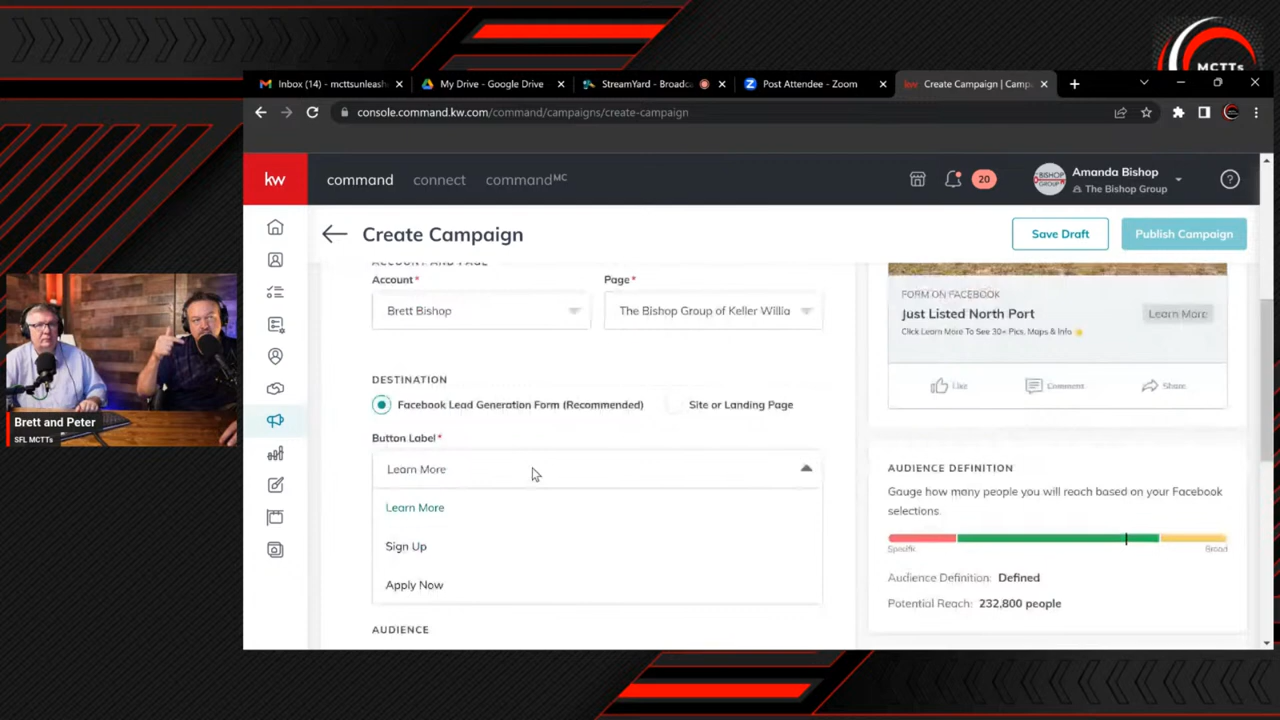 MCTTs
Inbox (14) - mcttsunleash
My Drive - Google Drive
StreamYard - Broadc
Post Attendee - Zoom
Create Campaign | Camp
console.command.kw.com/command/campaigns/create-campaign
kw
command
connect
commandMC
20
Amanda Bishop
The Bishop Group
Create Campaign
Save Draft
Publish Campaign
ACCOUNT AND PAGE
Account*
Page*
Brett Bishop
The Bishop Group of Keller Willia
DESTINATION
Facebook Lead Generation Form (Recommended)
Site or Landing Page
Button Label*
Learn More
Learn More
Sign Up
Apply Now
AUDIENCE
FORM ON FACEBOOK
Just Listed North Port
Learn More
Click Learn More To See 30+ Pics, Maps & Info
Like
Comment
Share
AUDIENCE DEFINITION
Gauge how many people you will reach based on your Facebook
selections.
Specific
Broad
Audience Definition: Defined
Potential Reach: 232,800 people
Brett and Peter
SFL MCTTs